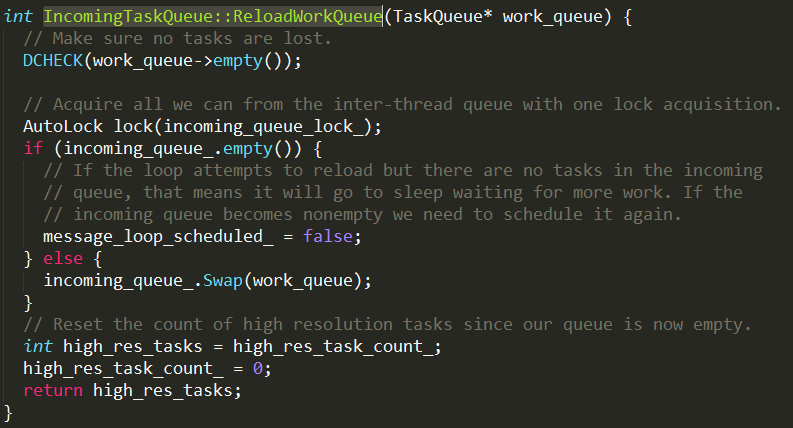 int IncomingTaskQueue::ReloadWorkQueue(TaskQueue* work_queue) {
  // Make sure no tasks are lost.
  DCHECK(work_queue->empty());

  // Acquire all we can from the inter-thread queue with one lock acquisition.
  AutoLock lock(incoming_queue_lock_);
  if (incoming_queue_.empty()) {
    // If the loop attempts to reload but there are no tasks in the incoming
    // queue, that means it will go to sleep waiting for more work. If the
    // incoming queue becomes nonempty we need to schedule it again.
    message_loop_scheduled_ = false;
  } else {
    incoming_queue_.Swap(work_queue);
  }
  // Reset the count of high resolution tasks since our queue is now empty.
  int high_res_tasks = high_res_task_count_;
  high_res_task_count_ = 0;
  return high_res_tasks;
}